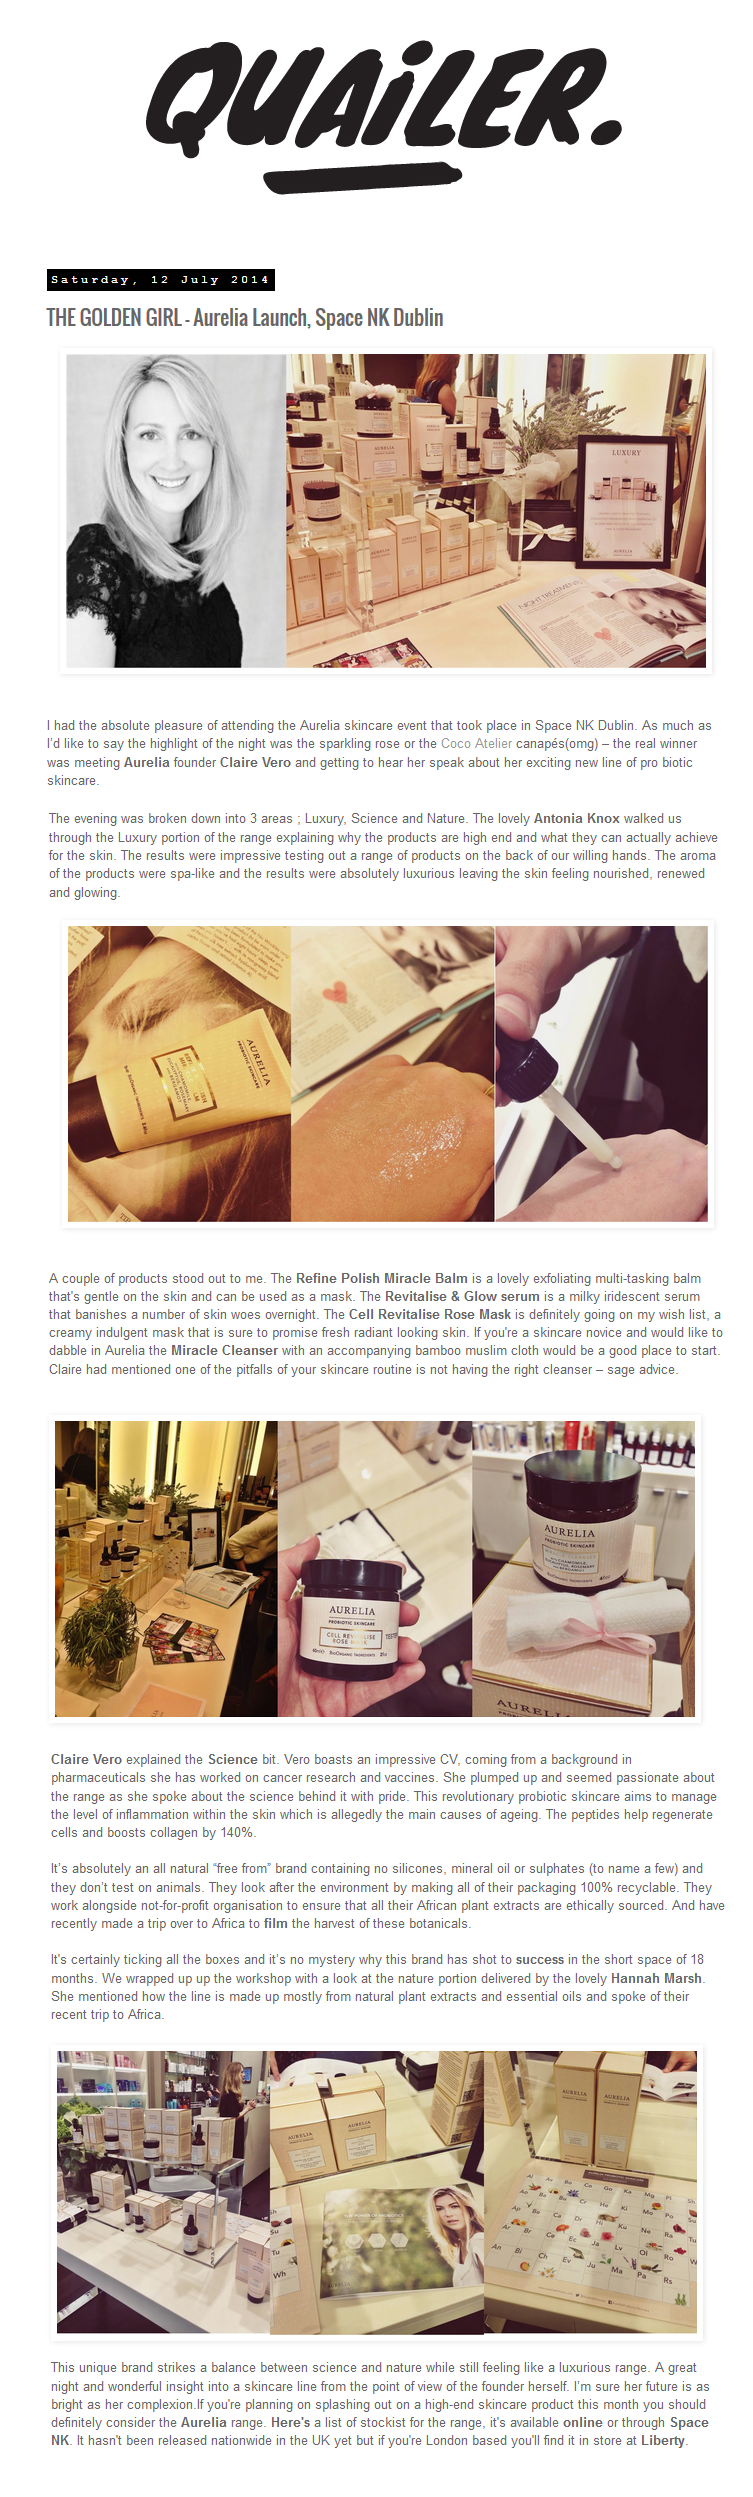 QUAILER.
Saturday, 12 July 2014
THE GOLDEN GIRL - Aurelia Launch, Space NK Dublin
LUXURY
AURELIA
NIGHT TREATMENTS
I had the absolute pleasure of attending the Aurelia skincare event that took place in Space NK Dublin. As much as
I'd like to say the highlight of the night was the sparkling rose or the Coco Atelier canapés(omg) – the real winner
was meeting Aurelia founder Claire Vero and getting to hear her speak about her exciting new line of pro biotic
skincare.
The evening was broken down into 3 areas ; Luxury, Science and Nature. The lovely Antonia Knox walked us
through the Luxury portion of the range explaining why the products are high end and what they can actually achieve
for the skin. The results were impressive testing out a range of products on the back of our willing hands. The aroma
of the products were spa-like and the results were absolutely luxurious leaving the skin feeling nourished, renewed
and glowing.
AURELIA
PROBIOTIC SKINCARE
A couple of products stood out to me. The Refine Polish Miracle Balm is a lovely exfoliating multi-tasking balm
that's gentle on the skin and can be used as a mask. The Revitalise & Glow serum is a milky iridescent serum
that banishes a number of skin woes overnight. The Cell Revitalise Rose Mask is definitely going on my wish list, a
creamy indulgent mask that is sure to promise fresh radiant looking skin. If you're a skincare novice and would like to
dabble in Aurelia the Miracle Cleanser with an accompanying bamboo muslim cloth would be a good place to start.
Claire had mentioned one of the pitfalls of your skincare routine is not having the right cleanser – sage advice.
AURELIA
PROBIOTIC SKINCARE
CELL REVITALISE
ROSE MASK
BIOORGANIC INGREDIENTS
AURELIA
PROBIOTIC SKINCARE
AURELIA
Claire Vero explained the Science bit. Vero boasts an impressive CV, coming from a background in
pharmaceuticals she has worked on cancer research and vaccines. She plumped up and seemed passionate about
the range as she spoke about the science behind it with pride. This revolutionary probiotic skincare aims to manage
the level of inflammation within the skin which is allegedly the main causes of ageing. The peptides help regenerate
cells and boosts collagen by 140%.
It's absolutely an all natural “free from” brand containing no silicones, mineral oil or sulphates (to name a few) and
they don't test on animals. They look after the environment by making all of their packaging 100% recyclable. They
work alongside not-for-profit organisation to ensure that all their African plant extracts are ethically sourced. And have
recently made a trip over to Africa to film the harvest of these botanicals.
It's certainly ticking all the boxes and it's no mystery why this brand has shot to success in the short space of 18
months. We wrapped up up the workshop with a look at the nature portion delivered by the lovely Hannah Marsh.
She mentioned how the line is made up mostly from natural plant extracts and essential oils and spoke of their
recent trip to Africa.
AURELIA
AURELIA
This unique brand strikes a balance between science and nature while still feeling like a luxurious range. A great
night and wonderful insight into a skincare line from the point of view of the founder herself. I'm sure her future is as
bright as her complexion.If you're planning on splashing out on a high-end skincare product this month you should
definitely consider the Aurelia range. Here's a list of stockist for the range, it's available online or through Space
NK. It hasn't been released nationwide in the UK yet but if you're London based you'll find it in store at Liberty.